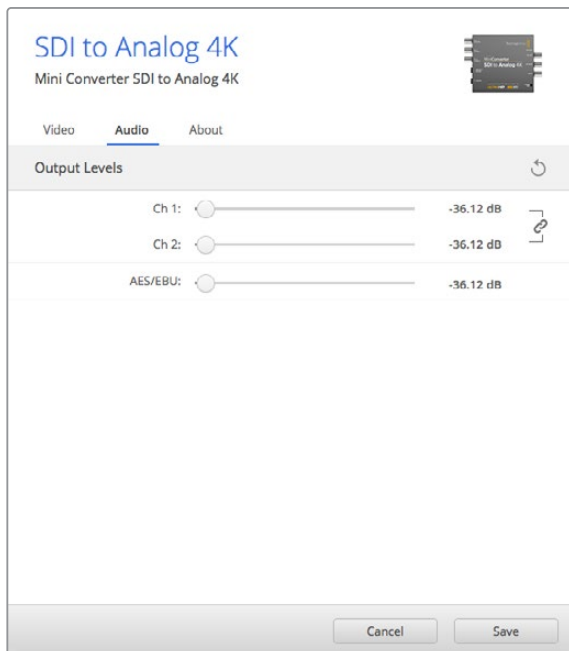 SDI to Analog 4K
Mini Converter SDI to Analog 4K
Video Audio About
Output Levels
Ch 1: -36.12 dB
Ch 2: -36.12 dB
AES/EBU: -36.12 dB
Cancel Save